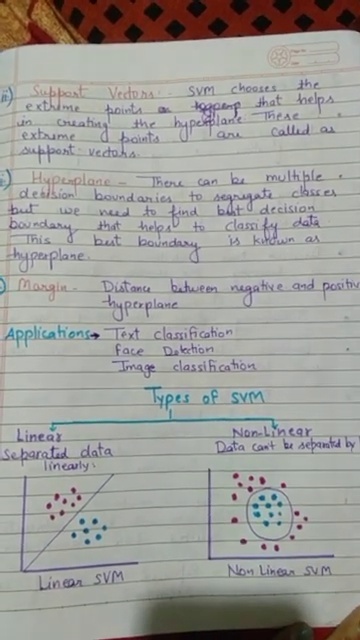 Support Vectors:- SVM chooses the
extreme points that helps
in creating the hyperplane These
extreme points are called as
support vectors.
Hyperplane - There can be multiple
decision boundaries to segregate classes
but we need to find best decision
boundary that helps to classify data
This best boundary is known as
hyperplane.
Margin - Distance between negative and positive
hyperplane
Applications → Text classification
Face Detection
Image classification
Types of SVM
Linear
Separated data
linearly.
Non-Linear
Data can't be separated by
Linear SVM
Non Linear SVM